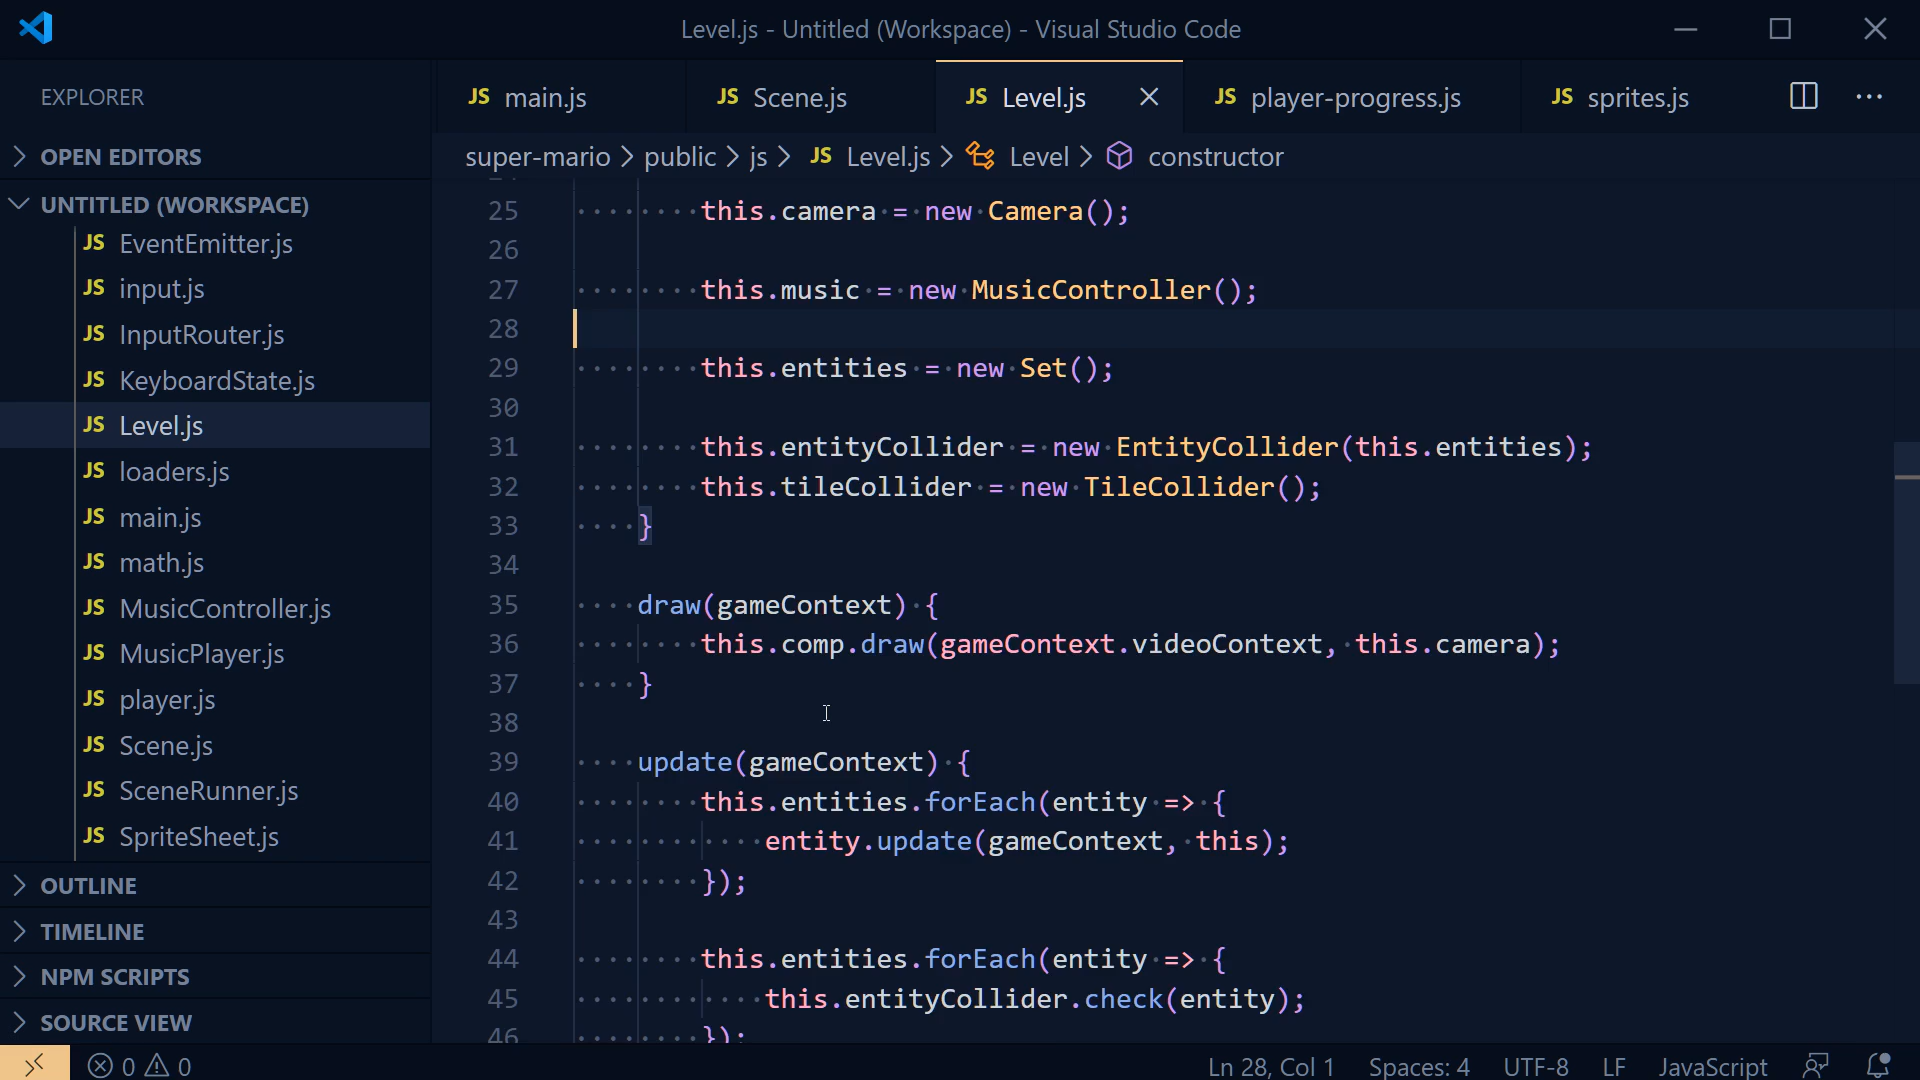 Level.js - Untitled (Workspace) - Visual Studio Code
EXPLORER
OPEN EDITORS
UNTITLED (WORKSPACE)
JS EventEmitter.js
JS input.js
JS InputRouter.js
JS KeyboardState.js
JS Level.js
JS loaders.js
JS main.js
JS math.js
JS MusicController.js
JS MusicPlayer.js
JS player.js
JS Scene.js
JS SceneRunner.js
JS SpriteSheet.js
OUTLINE
TIMELINE
NPM SCRIPTS
SOURCE VIEW
JS main.js JS Scene.js JS Level.js JS player-progress.js JS sprites.js
super-mario > public > js > JS Level.js > Level > constructor
25 this.camera = new Camera();
26
27 this.music = new MusicController();
28
29 this.entities = new Set();
30
31 this.entityCollider = new EntityCollider(this.entities);
32 this.tileCollider = new TileCollider();
33 }
34
35 draw(gameContext) {
36 this.comp.draw(gameContext.videoContext, this.camera);
37 }
38
39 update(gameContext) {
40 this.entities.forEach(entity => {
41 entity.update(gameContext, this);
42 });
43
44 this.entities.forEach(entity => {
45 this.entityCollider.check(entity);
46 });
0 0 Ln 28, Col 1 Spaces: 4 UTF-8 LF JavaScript